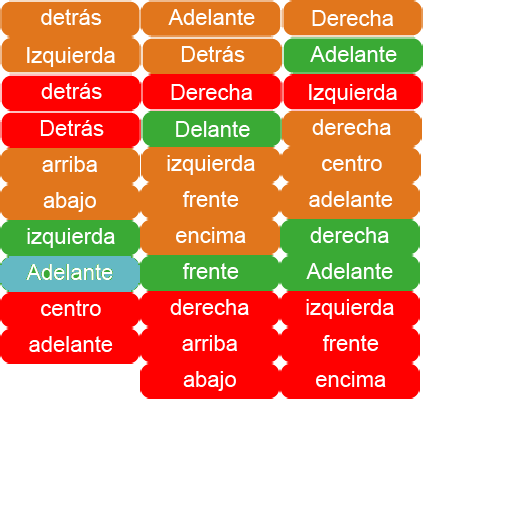 detrás Adelante Derecha
Izquierda Detrás Adelante
detrás Derecha Izquierda
Detrás Delante derecha
arriba izquierda centro
abajo frente adelante
izquierda encima derecha
Adelante frente Adelante
centro derecha izquierda
adelante arriba frente
abajo encima